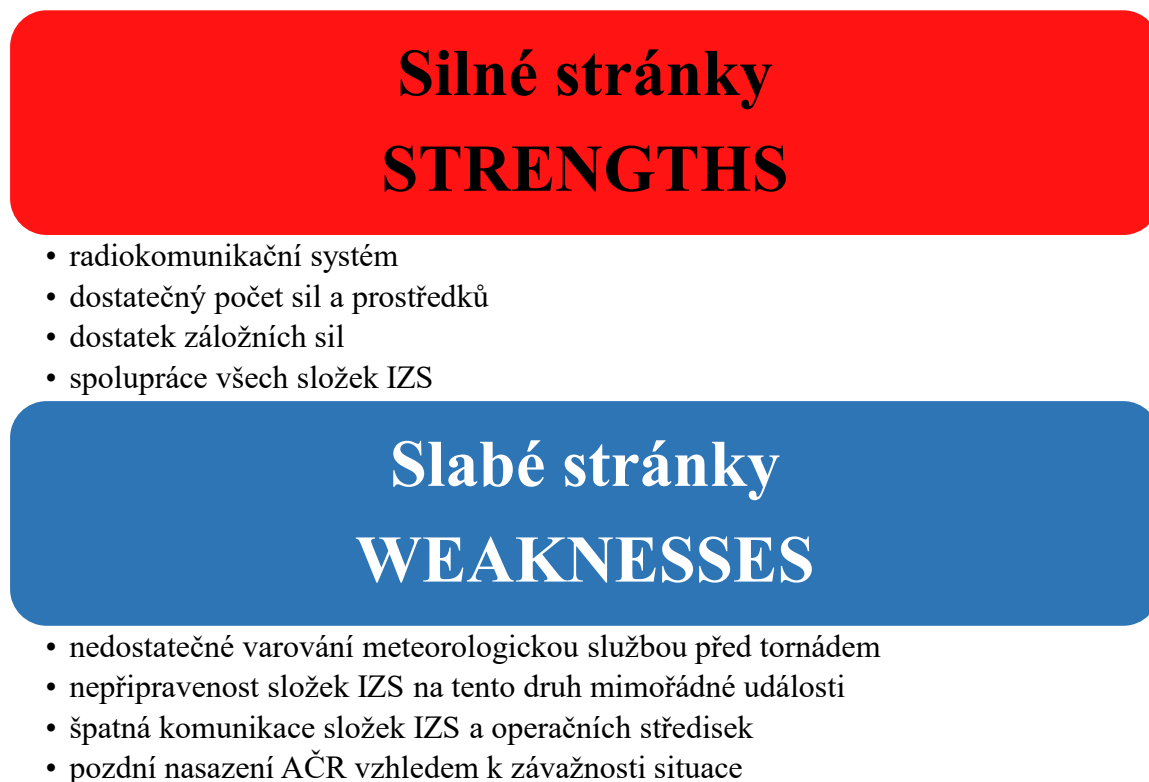 Silné stránky
STRENGTHS
• radiokomunikační systém
• dostatečný počet sil a prostředků
• dostatek záložních sil
• spolupráce všech složek IZS
Slabé stránky
WEAKNESSES
• nedostatečné varování meteorologickou službou před tornádem
• nepřipravenost složek IZS na tento druh mimořádné události
• špatná komunikace složek IZS a operačních středisek
• pozdní nasazení AČR vzhledem k závažnosti situace